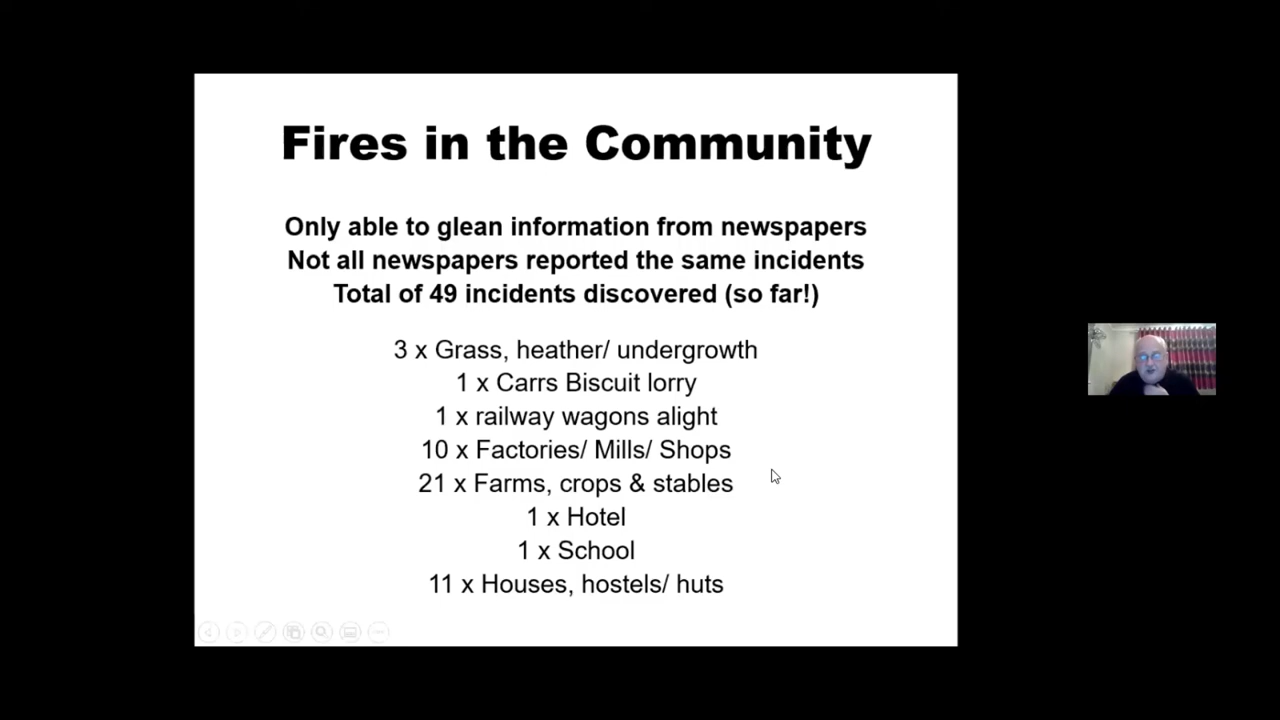 Fires in the Community
Only able to glean information from newspapers
Not all newspapers reported the same incidents
Total of 49 incidents discovered (so far!)
3 x Grass, heather/ undergrowth
1 x Carrs Biscuit lorry
1 x railway wagons alight
10 x Factories/ Mills/ Shops
21 x Farms, crops & stables
1 x Hotel
1 x School
11 x Houses, hostels/ huts